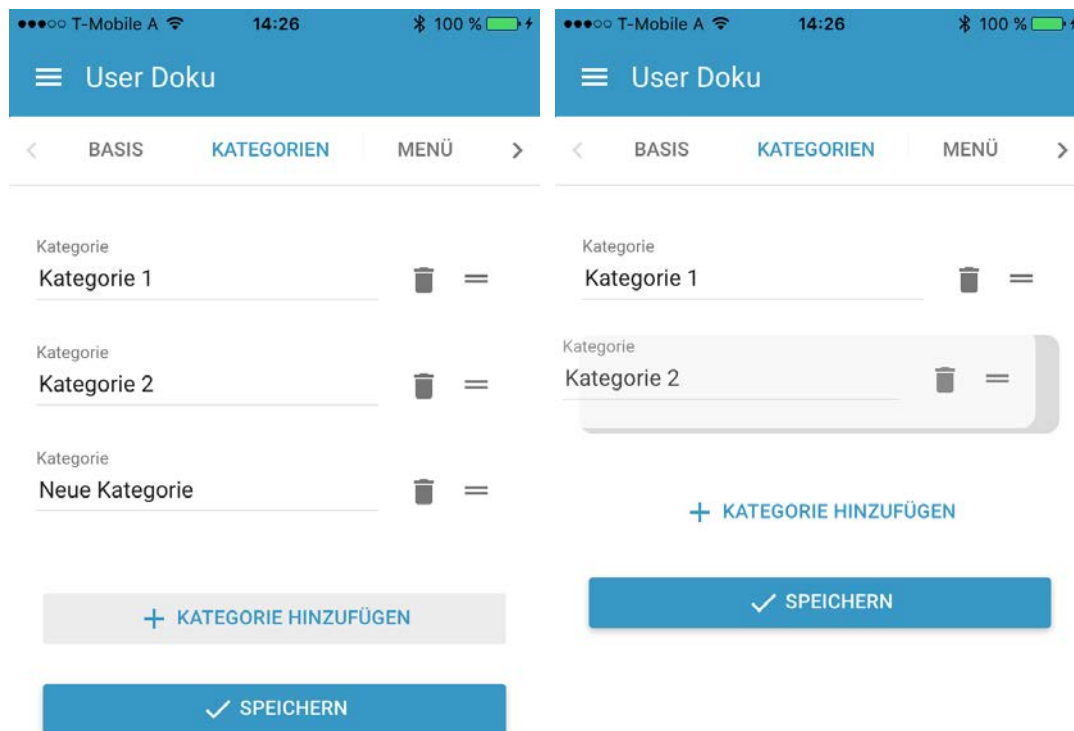 T-Mobile A 14:26 100 %
User Doku
BASIS KATEGORIEN MENÜ
Kategorie
Kategorie 1
Kategorie
Kategorie 2
Kategorie
Neue Kategorie
KATEGORIE HINZUFÜGEN
SPEICHERN
T-Mobile A 14:26 100 %
User Doku
BASIS KATEGORIEN MENÜ
Kategorie
Kategorie 1
Kategorie
Kategorie 2
KATEGORIE HINZUFÜGEN
SPEICHERN